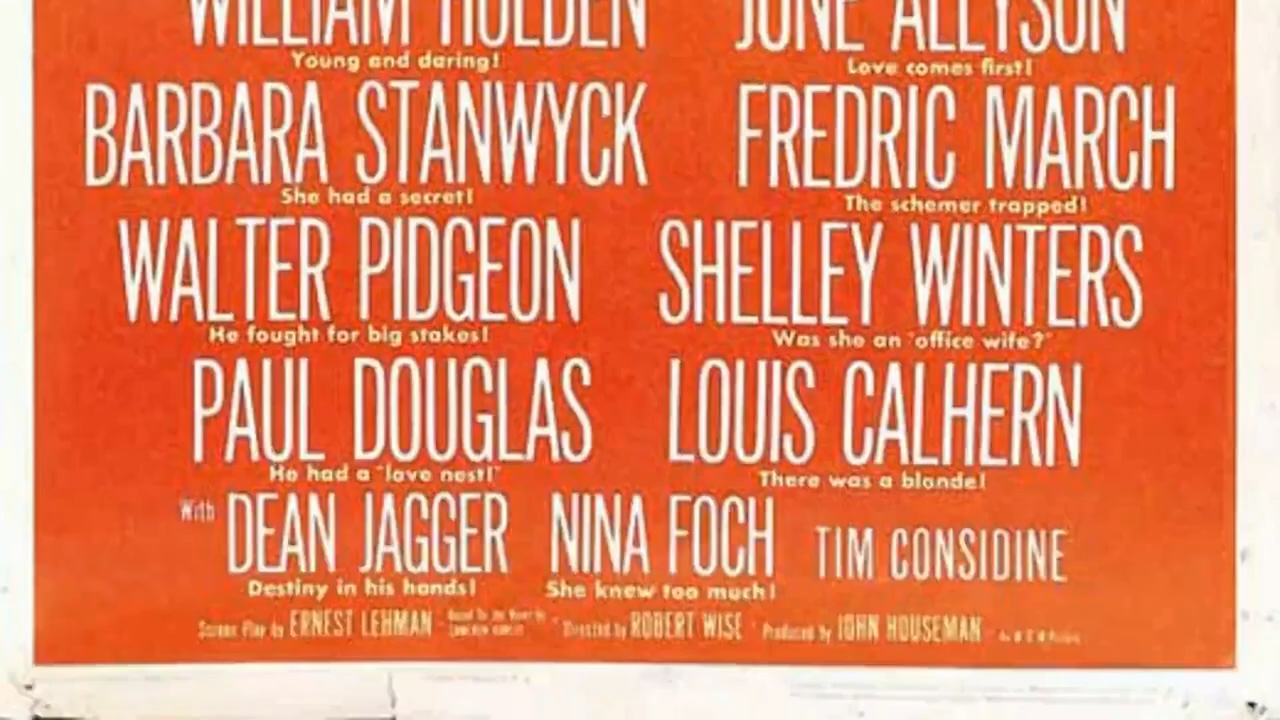 WILLIAM HOLDEN JUNE ALLYSON
Young and daring! Love comes first!
BARBARA STANWYCK FREDRIC MARCH
She had a secret! The schemer trapped!
WALTER PIDGEON SHELLEY WINTERS
He fought for big stakes! Was she an "office wife?"
PAUL DOUGLAS LOUIS CALHERN
He had a "love nest!" There was a blonde!
With DEAN JAGGER NINA FOCH TIM CONSIDINE
Destiny in his hands! She knew too much!
Screen Play by ERNEST LEHMAN Directed by ROBERT WISE Produced by JOHN HOUSEMAN